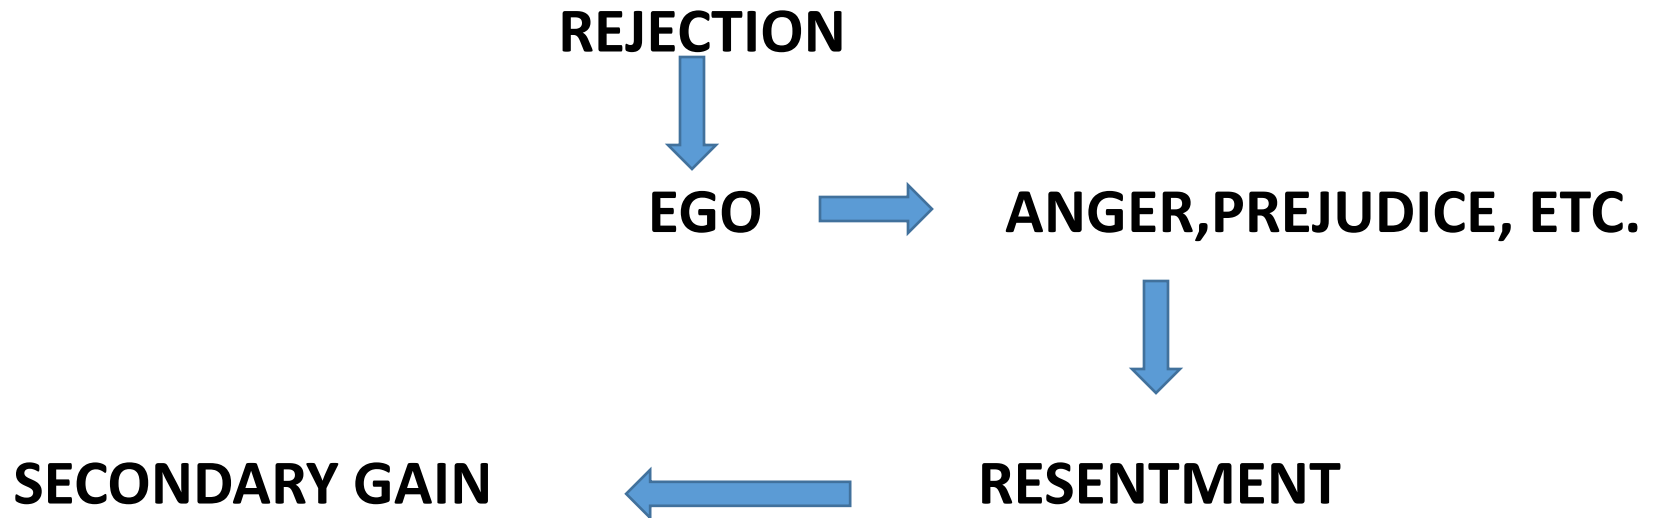 REJECTION
EGO
ANGER,PREJUDICE, ETC.
RESENTMENT
SECONDARY GAIN